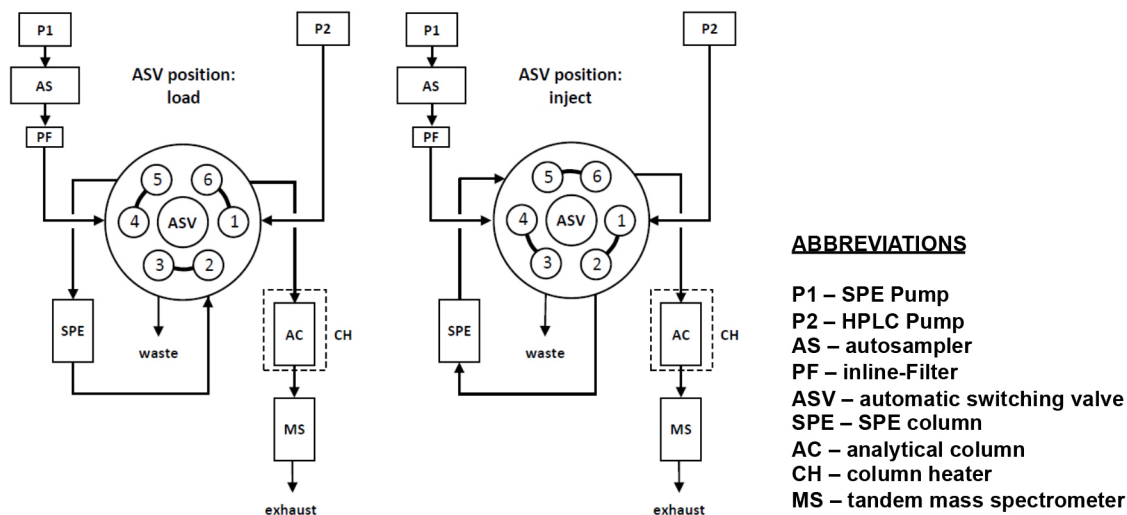 P1
P2
ASV position:
load
AS
PF
5
6
4
ASV
1
3
2
SPE
waste
AC
CH
MS
exhaust
P1
P2
ASV position:
inject
AS
PF
5
6
4
ASV
1
3
2
SPE
waste
AC
CH
MS
exhaust
ABBREVIATIONS
P1 – SPE Pump
P2 – HPLC Pump
AS – autosampler
PF – inline-Filter
ASV – automatic switching valve
SPE – SPE column
AC – analytical column
CH – column heater
MS – tandem mass spectrometer